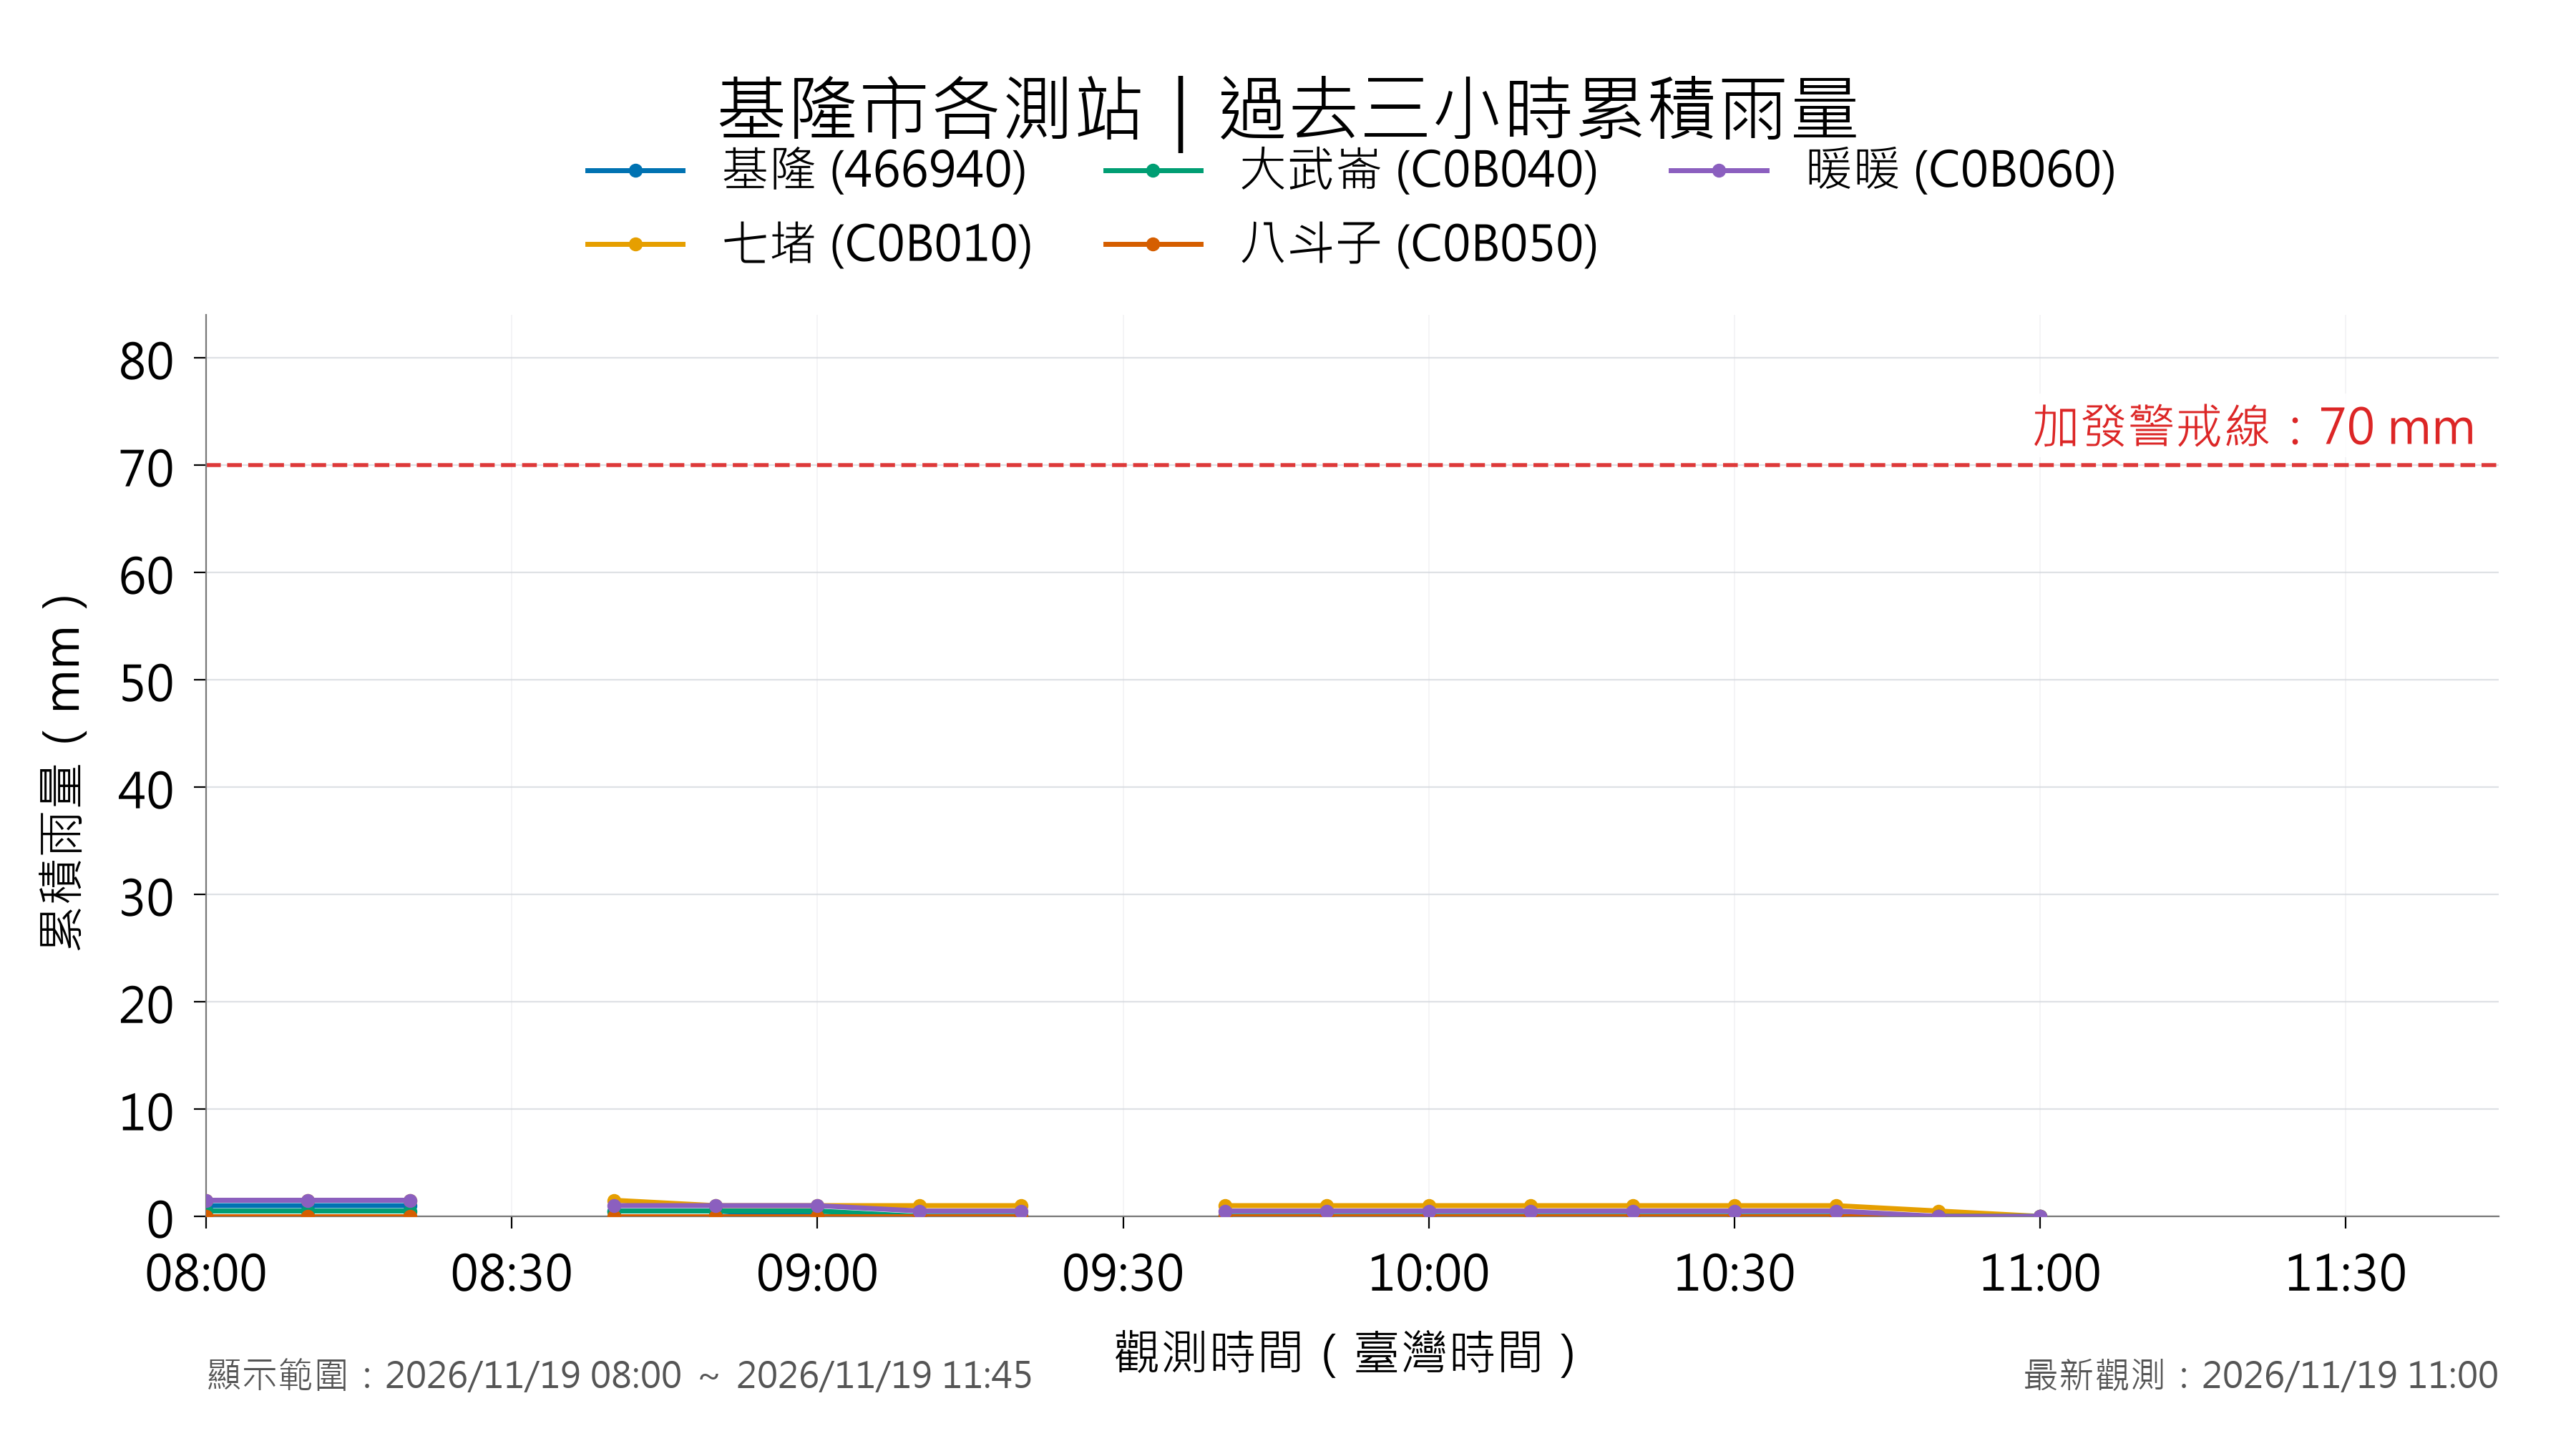 基隆市各測站｜過去三小時累積雨量
基隆 (466940)
大武崙 (C0B040)
暖暖 (C0B060)
七堵 (C0B010)
八斗子 (C0B050)
累積雨量（mm）
80
70
60
50
40
30
20
10
0
加發警戒線：70 mm
08:00 08:30 09:00 09:30 10:00 10:30 11:00 11:30
觀測時間（臺灣時間）
顯示範圍：2026/11/19 08:00 ~ 2026/11/19 11:45
最新觀測：2026/11/19 11:00